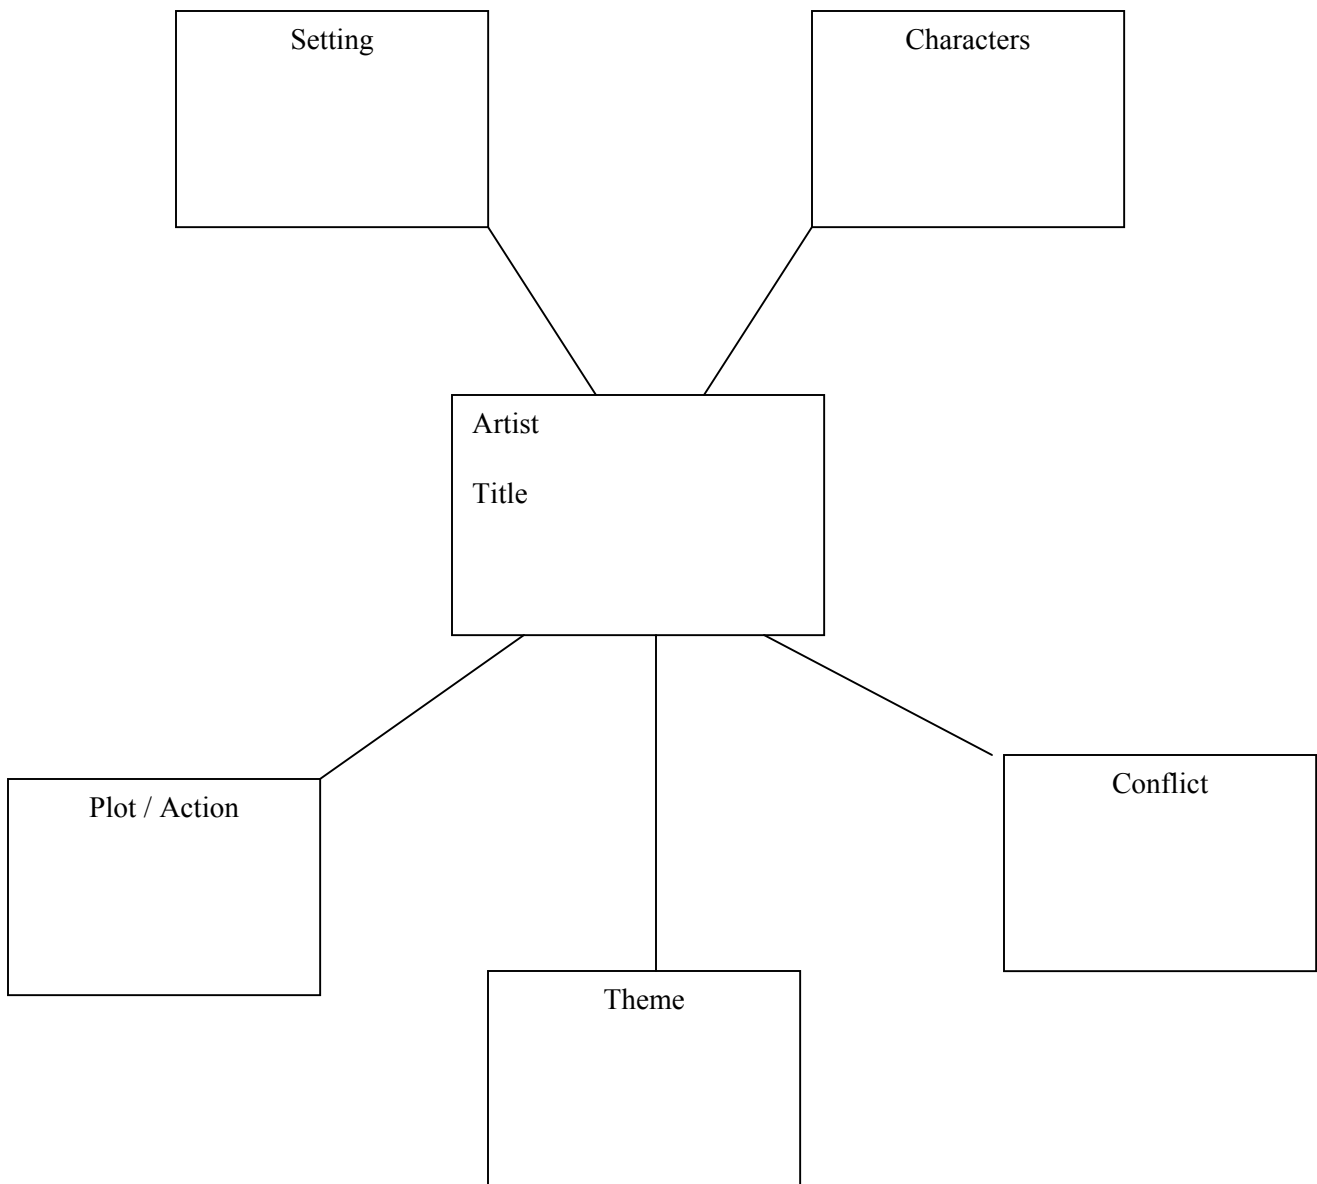 Setting
Characters
Artist
Title
Plot / Action
Conflict
Theme